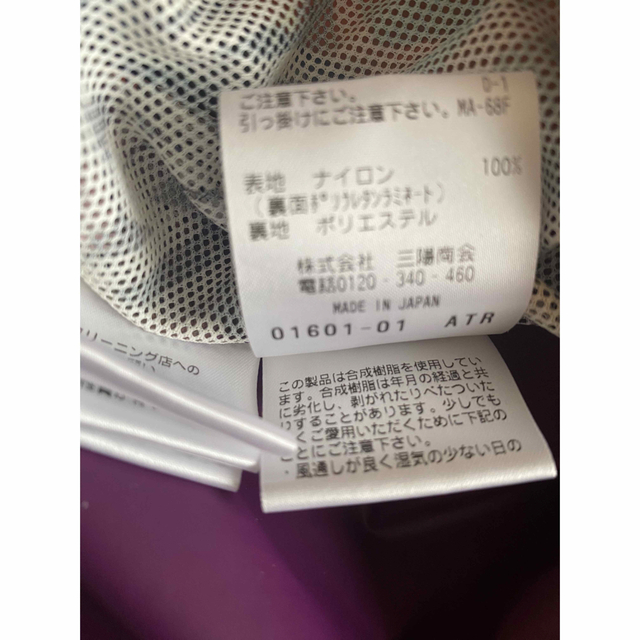 ご注意下さい。 D-1
引っ掛けにご注意下さい。MA-68F
表地 ナイロン 100%
(裏面ポリウレタンラミネート)
裏地 ポリエステル
株式会社 三陽商会
電話0120-340-460
MADE IN JAPAN
01601-01 ATR
リーニング店への
この製品は合成樹脂を使用してい
ます。合成樹脂は年月の経過と共
に劣化し、剥がれたりべたついた
りすることがあります。少しでも
くご愛用いただくために下記の
ことにご注意下さい。
・風通しが良く湿気の少ない日の